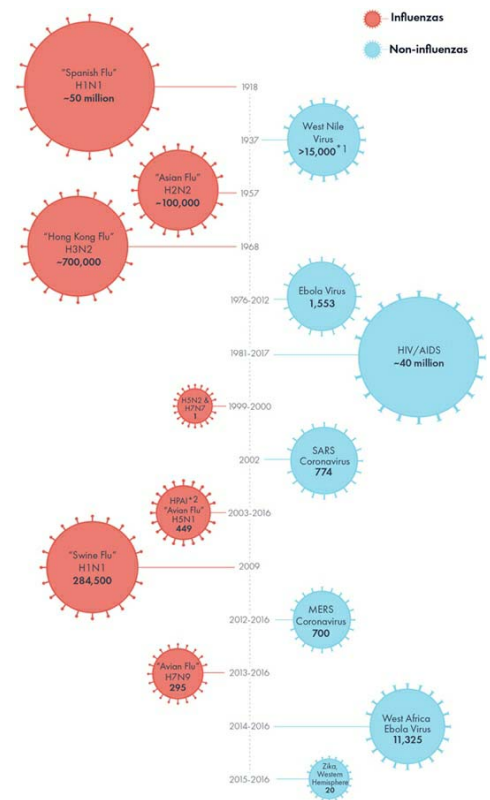 Influenzas
Non-influenzas
"Spanish Flu"
H1N1
~50 million
1918
West Nile
Virus
>15,000*1
1937
"Asian Flu"
H2N2
~100,000
1957
"Hong Kong Flu"
H3N2
~700,000
1968
Ebola Virus
1,553
1976-2012
HIV/AIDS
~40 million
1981-2017
H5N2 &
H7N7
1
1999-2000
SARS
Coronavirus
774
2002
HPAI*2
"Avian Flu"
H5N1
449
2003-2016
"Swine Flu"
H1N1
284,500
2009
MERS
Coronavirus
700
2012-2016
"Avian Flu"
H7N9
295
2013-2016
West Africa
Ebola Virus
11,325
2014-2016
Zika,
Western
Hemisphere
20
2015-2016